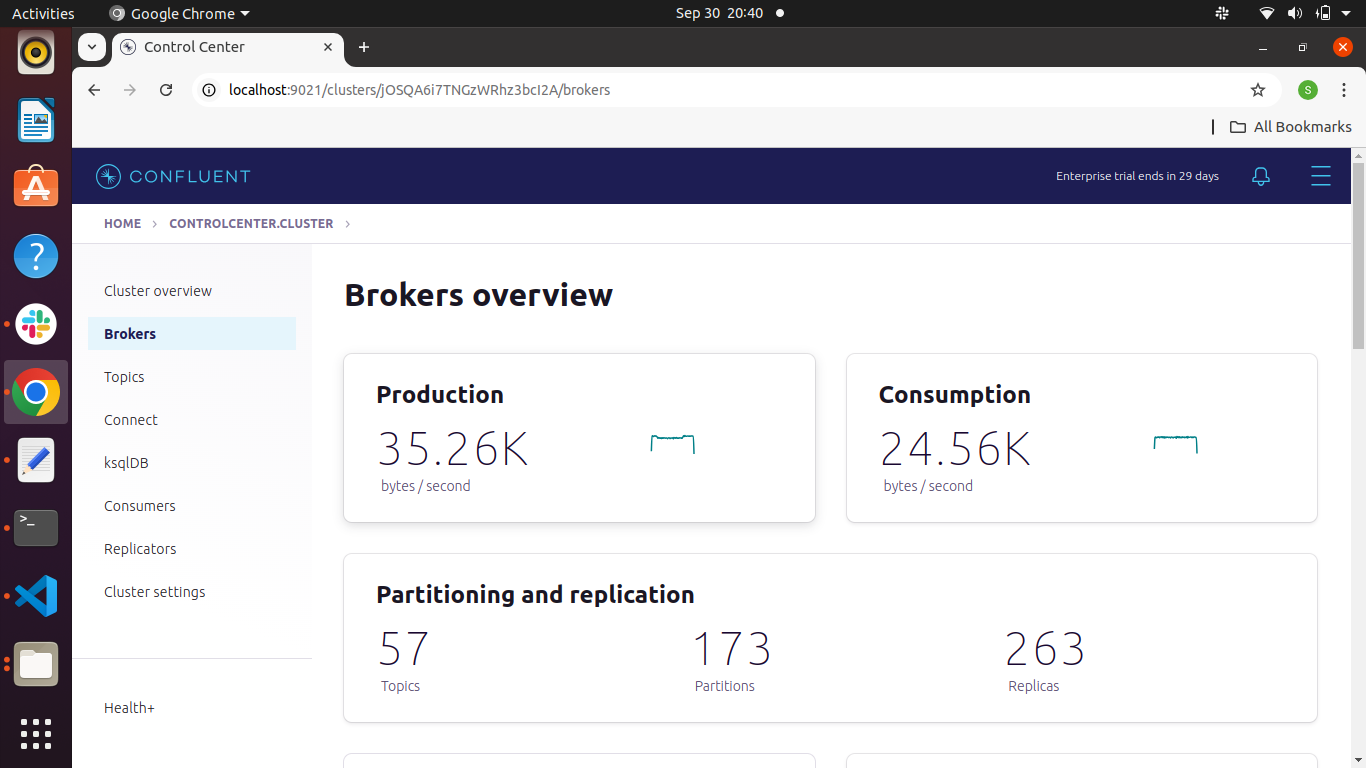 Activities Google Chrome Sep 30 20:40
Control Center
localhost:9021/clusters/jOSQA6i7TNGzWRhz3bcI2A/brokers S
All Bookmarks
CONFLUENT Enterprise trial ends in 29 days
HOME > CONTROLCENTER.CLUSTER >
Cluster overview
Brokers
Topics
Connect
ksqlDB
Consumers
Replicators
Cluster settings
Health+
Brokers overview
Production
35.26K
bytes / second
Consumption
24.56K
bytes / second
Partitioning and replication
57 173 263
Topics Partitions Replicas